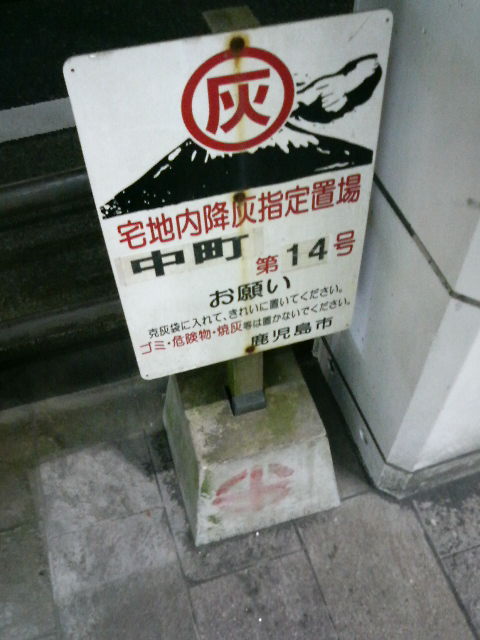 灰
宅地内降灰指定置場
中町 第14号
お願い
克灰袋に入れて、きれいに置いてください。
ゴミ・危険物・焼灰等は置かないでください。
鹿児島市